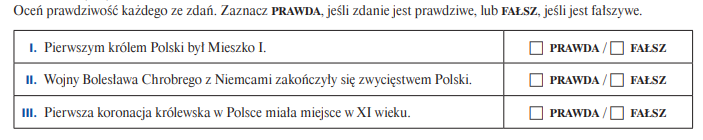 Oceń prawdziwość każdego ze zdań. Zaznacz PRAWDA, jeśli zdanie jest prawdziwe, lub FAŁSZ, jeśli jest fałszywe.
I. Pierwszym królem Polski był Mieszko I. PRAWDA / FAŁSZ
II. Wojny Bolesława Chrobrego z Niemcami zakończyły się zwycięstwem Polski. PRAWDA / FAŁSZ
III. Pierwsza koronacja królewska w Polsce miała miejsce w XI wieku. PRAWDA / FAŁSZ